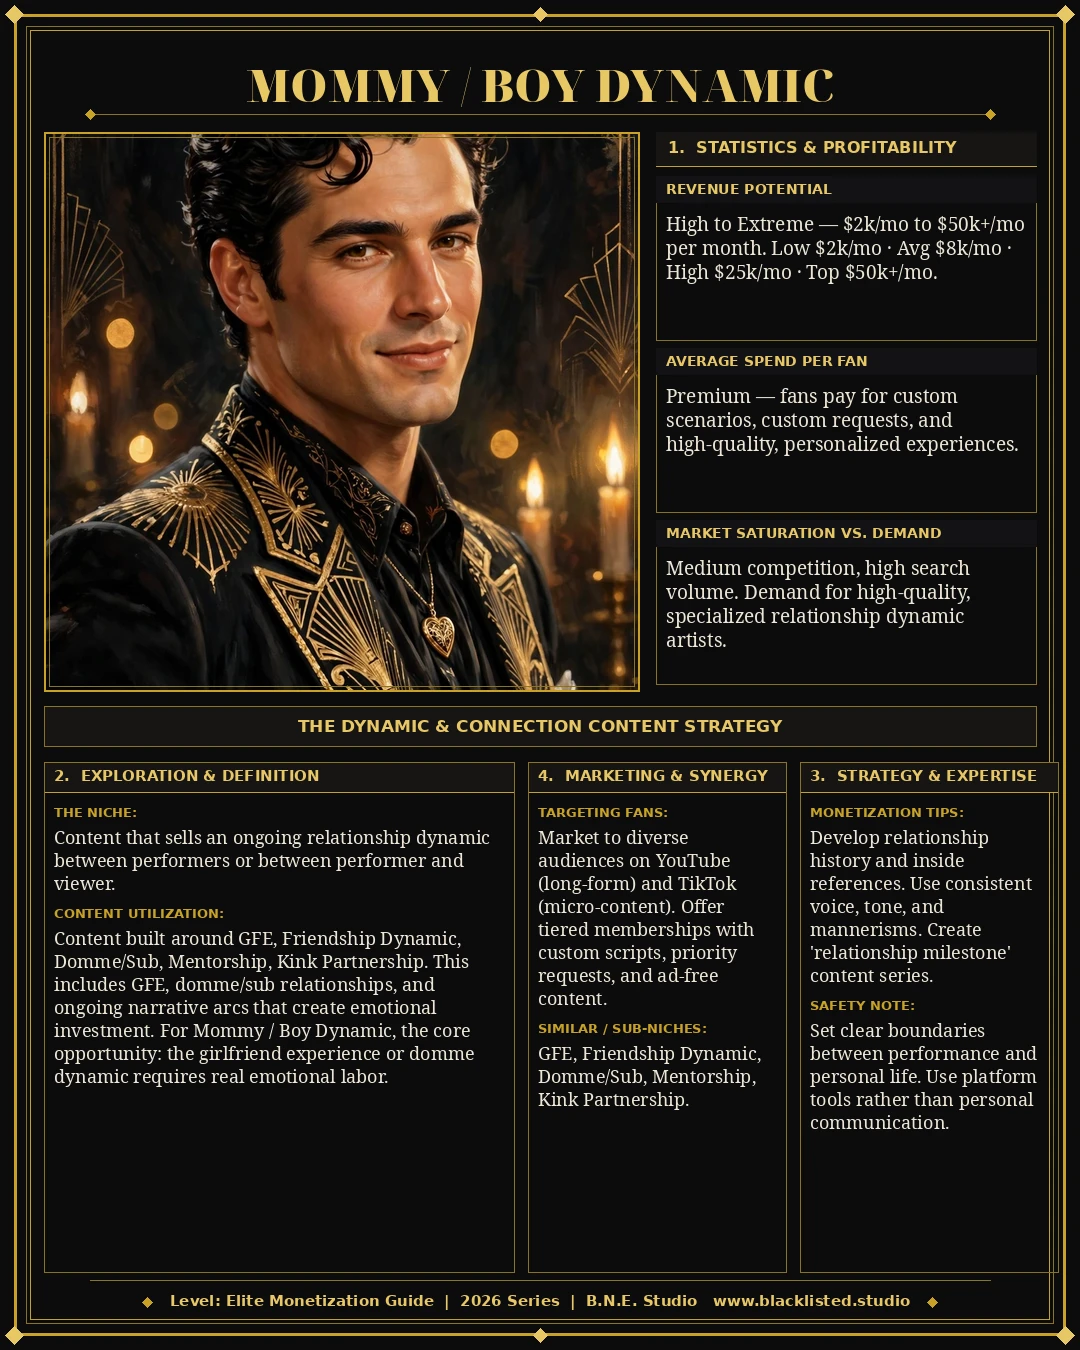 MOMMY / BOY DYNAMIC
1. STATISTICS & PROFITABILITY
REVENUE POTENTIAL
High to Extreme — $2k/mo to $50k+/mo
per month. Low $2k/mo · Avg $8k/mo ·
High $25k/mo · Top $50k+/mo.
AVERAGE SPEND PER FAN
Premium — fans pay for custom
scenarios, custom requests, and
high-quality, personalized experiences.
MARKET SATURATION VS. DEMAND
Medium competition, high search
volume. Demand for high-quality,
specialized relationship dynamic
artists.
THE DYNAMIC & CONNECTION CONTENT STRATEGY
2. EXPLORATION & DEFINITION
THE NICHE:
Content that sells an ongoing relationship dynamic
between performers or between performer and
viewer.
CONTENT UTILIZATION:
Content built around GFE, Friendship Dynamic,
Domme/Sub, Mentorship, Kink Partnership. This
includes GFE, domme/sub relationships, and
ongoing narrative arcs that create emotional
investment. For Mommy / Boy Dynamic, the core
opportunity: the girlfriend experience or domme
dynamic requires real emotional labor.
4. MARKETING & SYNERGY
TARGETING FANS:
Market to diverse
audiences on YouTube
(long-form) and TikTok
(micro-content). Offer
tiered memberships with
custom scripts, priority
requests, and ad-free
content.
SIMILAR / SUB-NICHES:
GFE, Friendship Dynamic,
Domme/Sub, Mentorship,
Kink Partnership.
3. STRATEGY & EXPERTISE
MONETIZATION TIPS:
Develop relationship
history and inside
references. Use consistent
voice, tone, and
mannerisms. Create
'relationship milestone'
content series.
SAFETY NOTE:
Set clear boundaries
between performance and
personal life. Use platform
tools rather than personal
communication.
Level: Elite Monetization Guide | 2026 Series | B.N.E. Studio www.blacklisted.studio